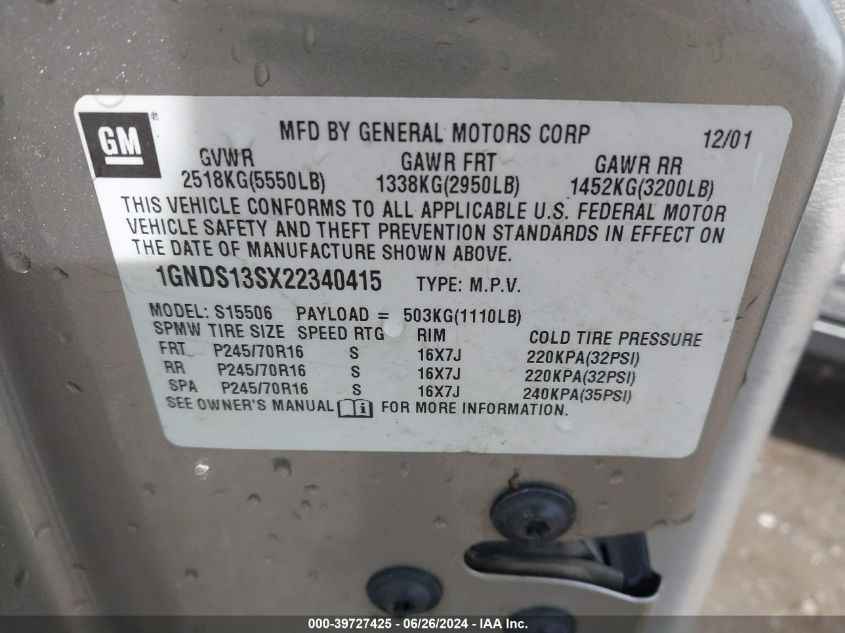 GM ®
MFD BY GENERAL MOTORS CORP 12/01
GVWR GAWR FRT GAWR RR
2518KG(5550LB) 1338KG(2950LB) 1452KG(3200LB)
THIS VEHICLE CONFORMS TO ALL APPLICABLE U.S. FEDERAL MOTOR
VEHICLE SAFETY AND THEFT PREVENTION STANDARDS IN EFFECT ON
THE DATE OF MANUFACTURE SHOWN ABOVE.
1GNDS13SX22340415 TYPE: M.P.V.
MODEL: S15506 PAYLOAD = 503KG(1110LB)
SPMW TIRE SIZE SPEED RTG RIM COLD TIRE PRESSURE
FRT P245/70R16 S 16X7J 220KPA(32PSI)
RR P245/70R16 S 16X7J 220KPA(32PSI)
SPA P245/70R16 S 16X7J 240KPA(35PSI)
SEE OWNER'S MANUAL i FOR MORE INFORMATION.
000-39727425 - 06/26/2024 - IAA Inc.